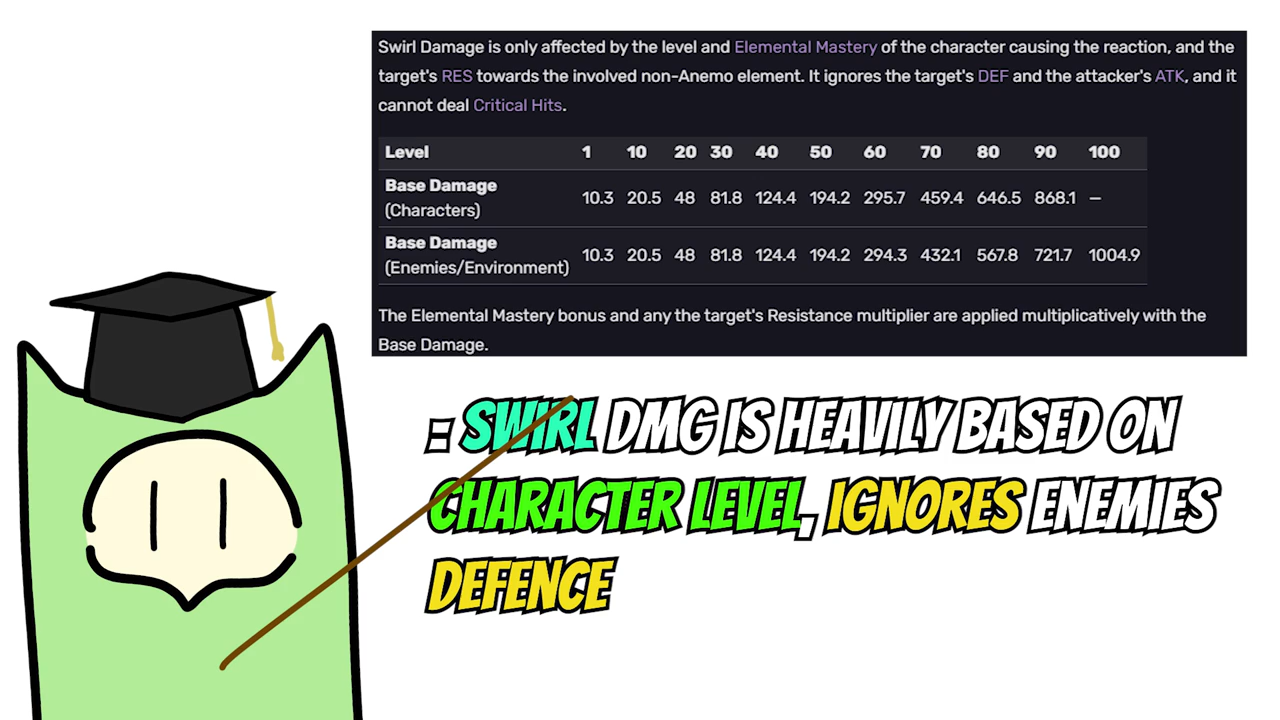 Swirl Damage is only affected by the level and Elemental Mastery of the character causing the reaction, and the
target's RES towards the involved non-Anemo element. It ignores the target's DEF and the attacker's ATK, and it
cannot deal Critical Hits.
Level 1 10 20 30 40 50 60 70 80 90 100
Base Damage
(Characters) 10.3 20.5 48 81.8 124.4 194.2 295.7 459.4 646.5 868.1 —
Base Damage
(Enemies/Environment) 10.3 20.5 48 81.8 124.4 194.2 294.3 432.1 567.8 721.7 1004.9
The Elemental Mastery bonus and any the target's Resistance multiplier are applied multiplicatively with the
Base Damage.
= SWIRL DMG IS HEAVILY BASED ON
CHARACTER LEVEL, IGNORES ENEMIES
DEFENCE